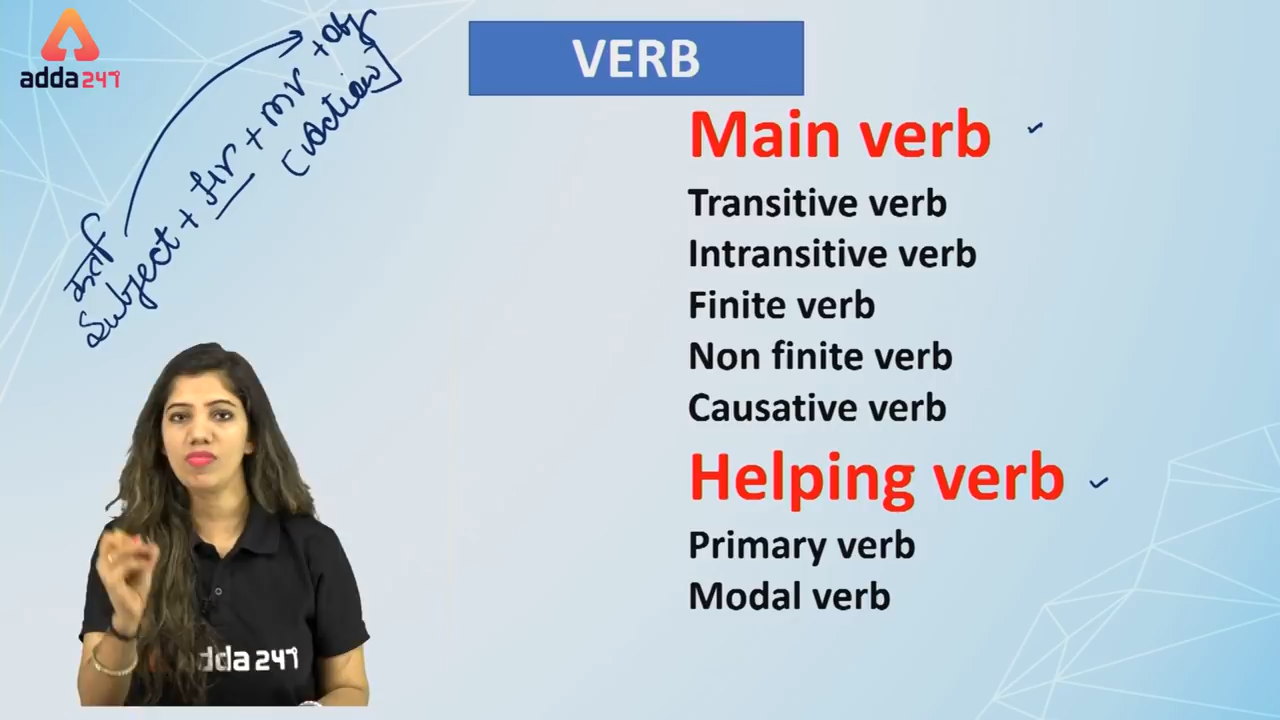 adda247
VERB
कर्ता
Subject + HV + MV + Obj
(Action)
Main verb
Transitive verb
Intransitive verb
Finite verb
Non finite verb
Causative verb
Helping verb
Primary verb
Modal verb
adda247